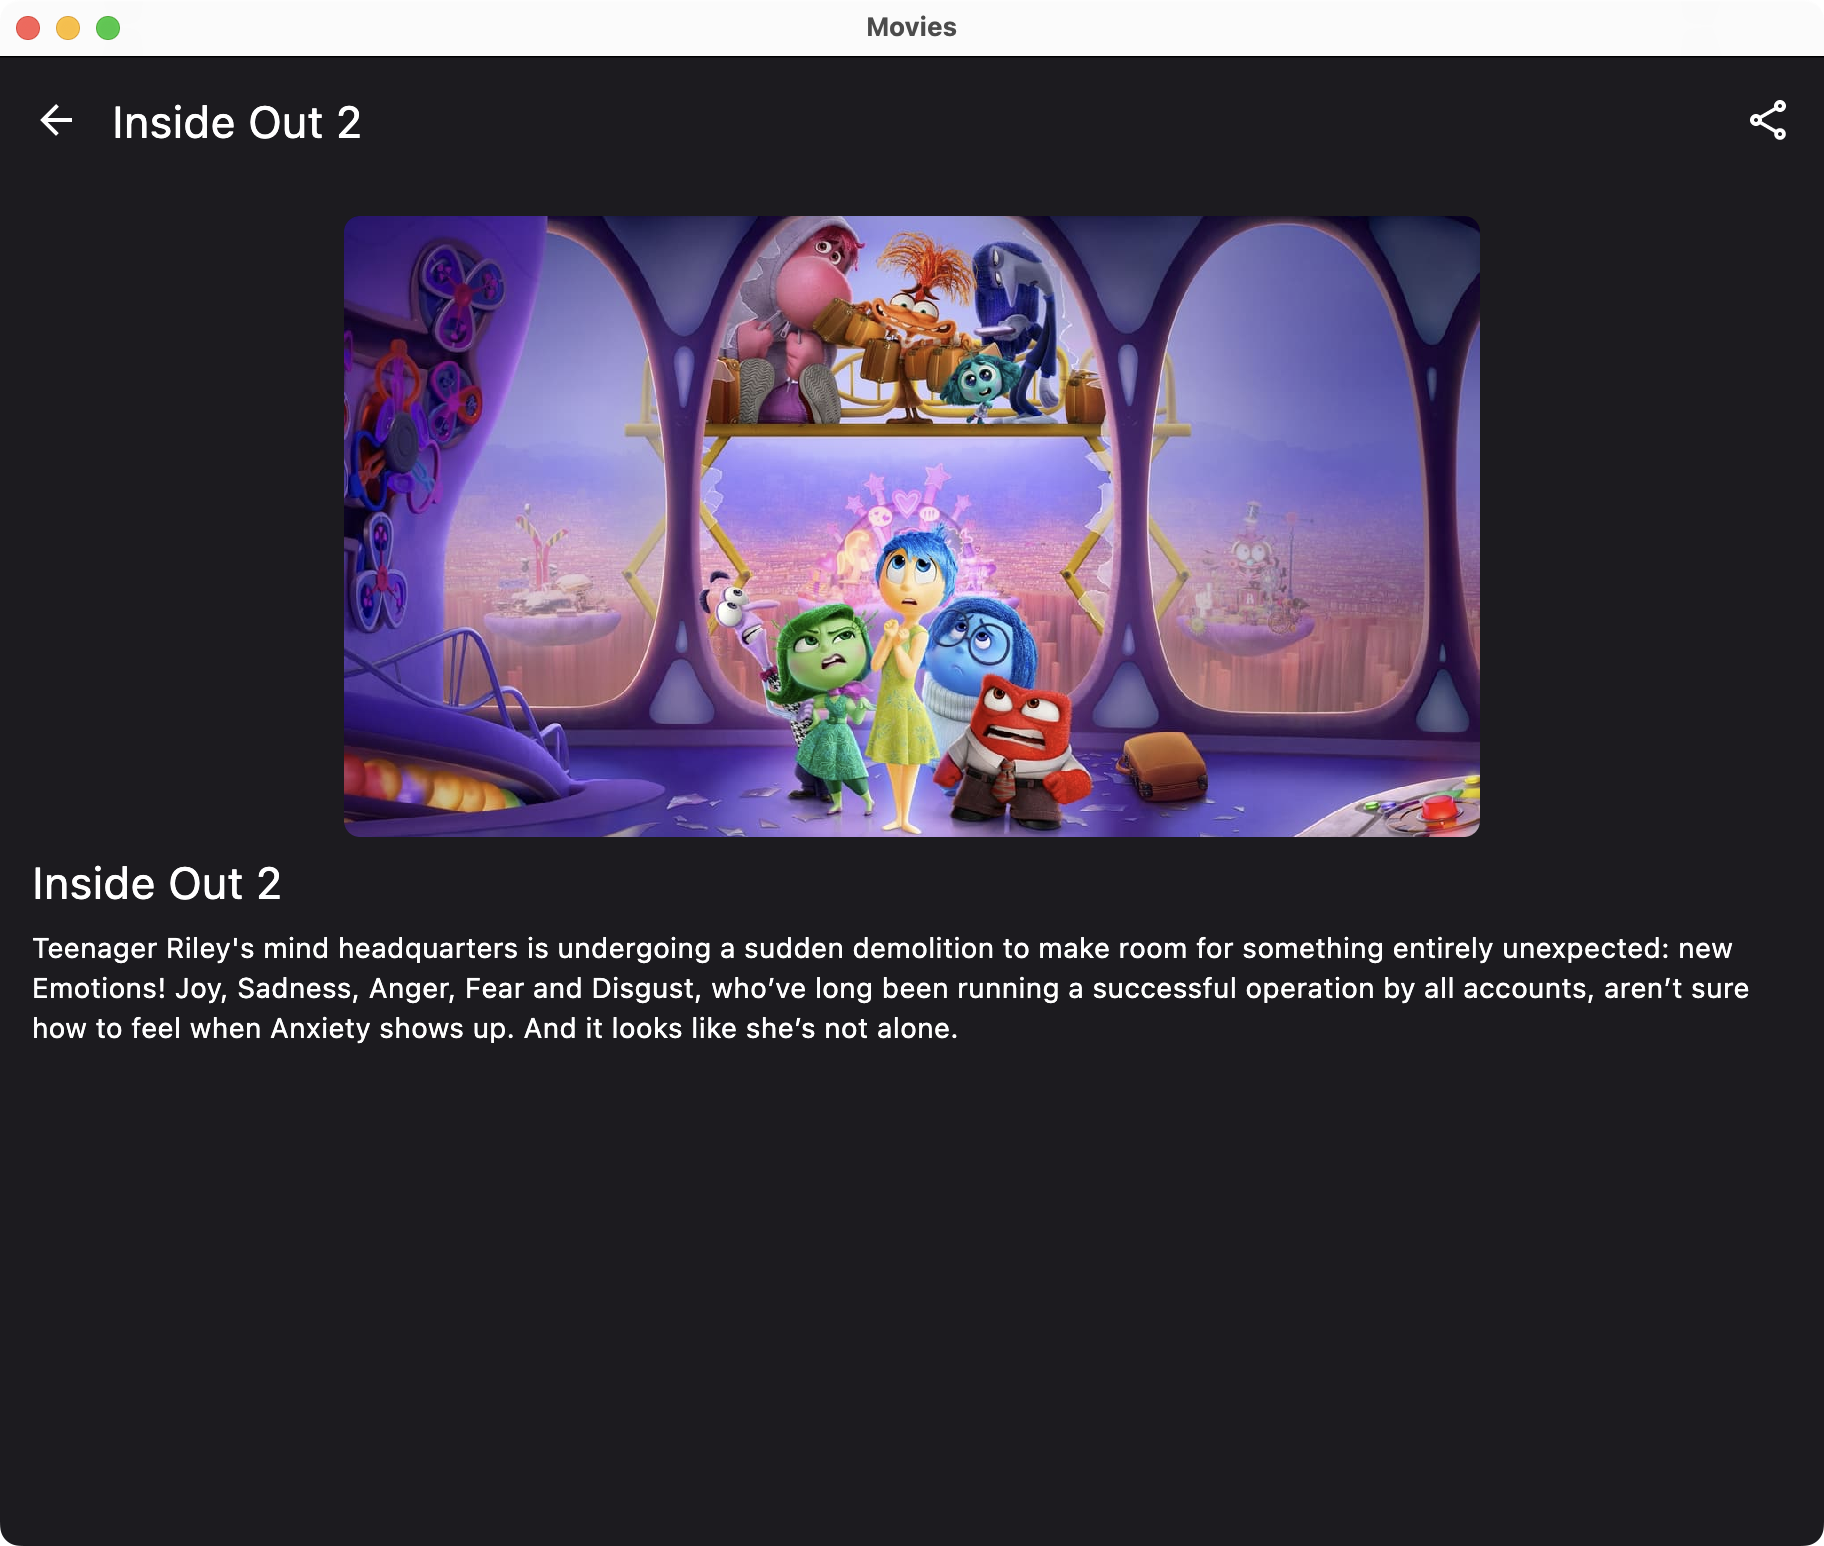 Movies
Inside Out 2
Inside Out 2
Teenager Riley's mind headquarters is undergoing a sudden demolition to make room for something entirely unexpected: new
Emotions! Joy, Sadness, Anger, Fear and Disgust, who’ve long been running a successful operation by all accounts, aren’t sure
how to feel when Anxiety shows up. And it looks like she’s not alone.